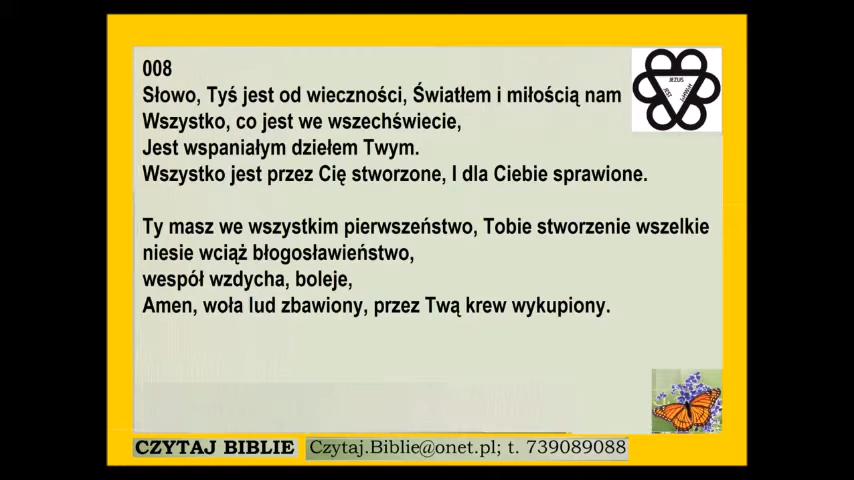 008
Słowo, Tyś jest od wieczności, Światłem i miłością nam
Wszystko, co jest we wszechświecie,
Jest wspaniałym dziełem Twym.
Wszystko jest przez Cię stworzone, I dla Ciebie sprawione.
Ty masz we wszystkim pierwszeństwo, Tobie stworzenie wszelkie
niesie wciąż błogosławieństwo,
wespół wzdycha, boleje,
Amen, woła lud zbawiony, przez Twą krew wykupiony.
JEZUS
JEST
CZYTAJ BIBLIE
Czytaj.Biblie@onet.pl; t. 739089088